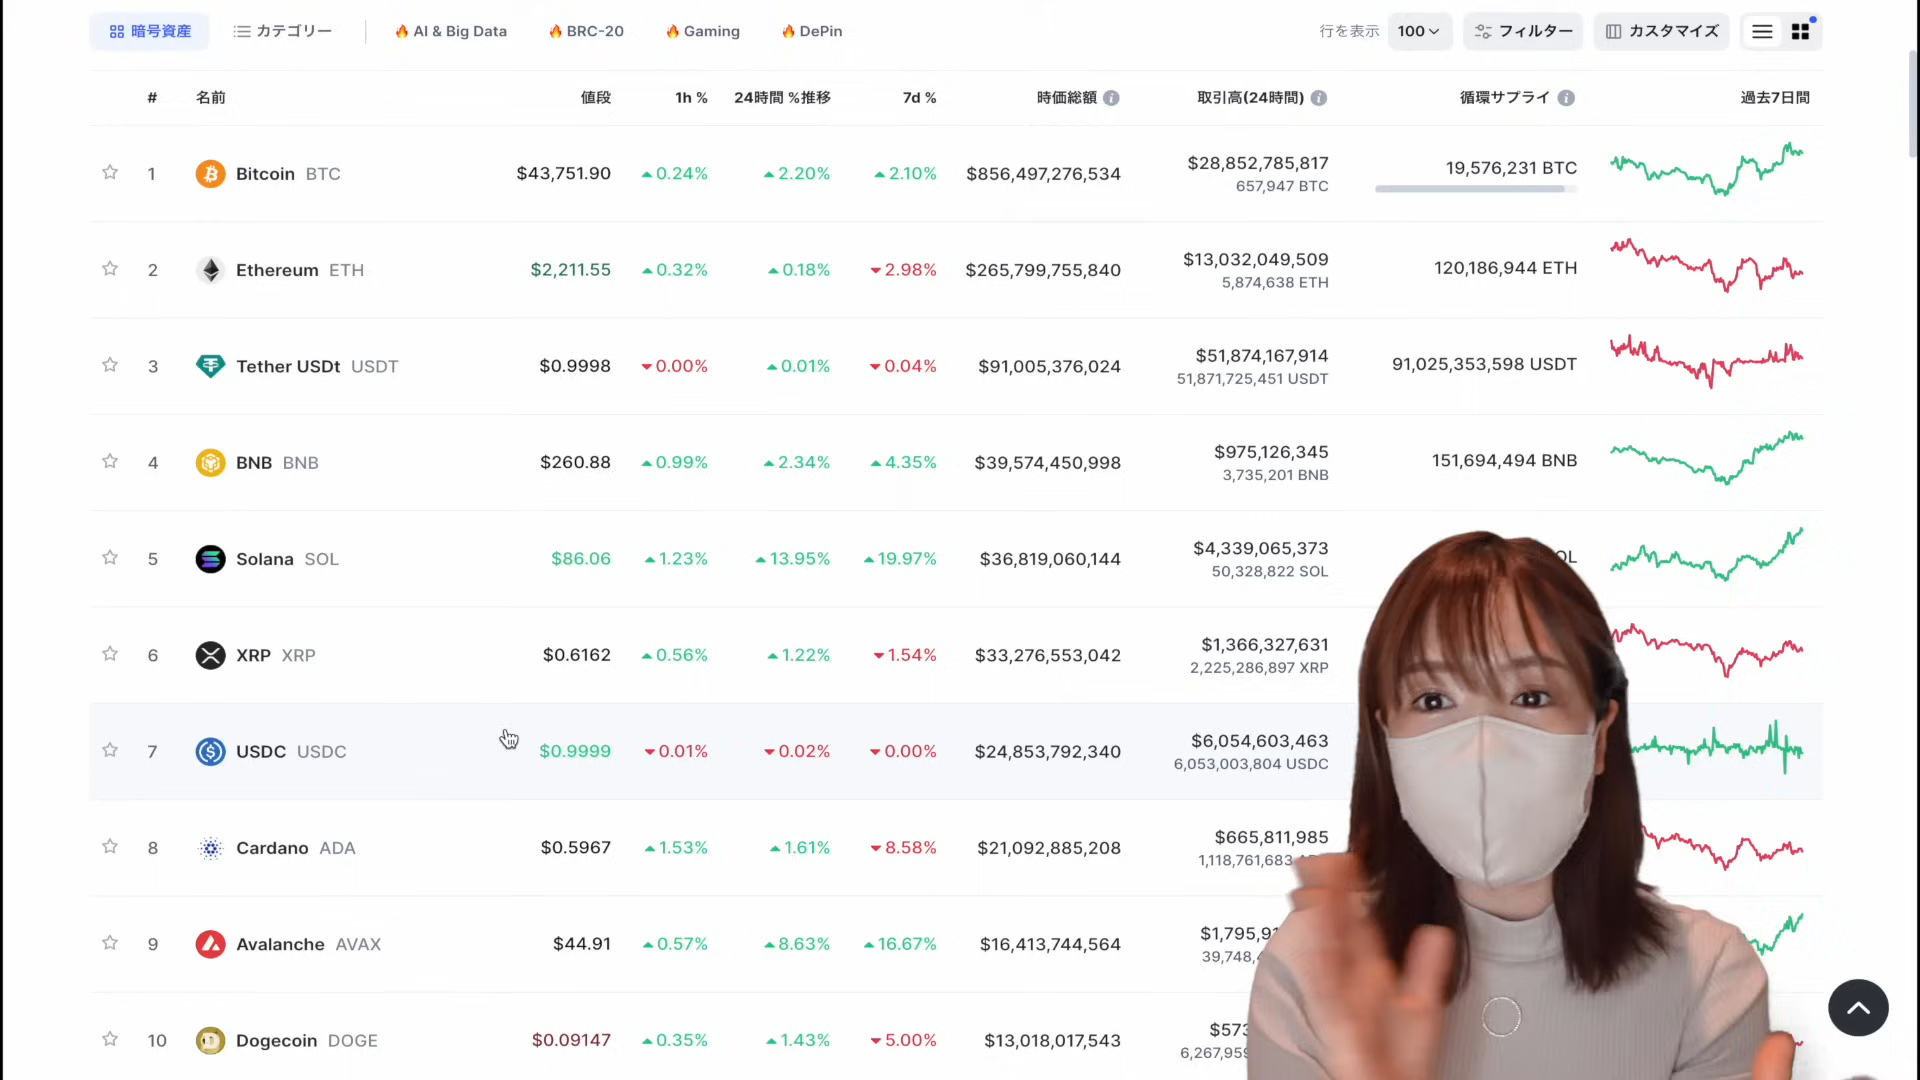 暗号資産 カテゴリー AI & Big Data BRC-20 Gaming DePin 行を表示 100 フィルター カスタマイズ
# 名前 値段 1h % 24時間 %推移 7d % 時価総額 取引高(24時間) 循環サプライ 過去7日間
1 Bitcoin BTC $43,751.90 0.24% 2.20% 2.10% $856,497,276,534 $28,852,785,817 19,576,231 BTC
657,947 BTC
2 Ethereum ETH $2,211.55 0.32% 0.18% 2.98% $265,799,755,840 $13,032,049,509 120,186,944 ETH
5,874,638 ETH
3 Tether USDt USDT $0.9998 0.00% 0.01% 0.04% $91,005,376,024 $51,874,167,914 91,025,353,598 USDT
51,871,725,451 USDT
4 BNB BNB $260.88 0.99% 2.34% 4.35% $39,574,450,998 $975,126,345 151,694,494 BNB
3,735,201 BNB
5 Solana SOL $86.06 1.23% 13.95% 19.97% $36,819,060,144 $4,339,065,373
50,328,822 SOL
6 XRP XRP $0.6162 0.56% 1.22% 1.54% $33,276,553,042 $1,366,327,631
2,225,286,897 XRP
7 USDC USDC $0.9999 0.01% 0.02% 0.00% $24,853,792,340 $6,054,603,463
6,053,003,804 USDC
8 Cardano ADA $0.5967 1.53% 1.61% 8.58% $21,092,885,208 $665,811,985
1,118,761,683
9 Avalanche AVAX $44.91 0.57% 8.63% 16.67% $16,413,744,564
10 Dogecoin DOGE $0.09147 0.35% 1.43% 5.00% $13,018,017,543